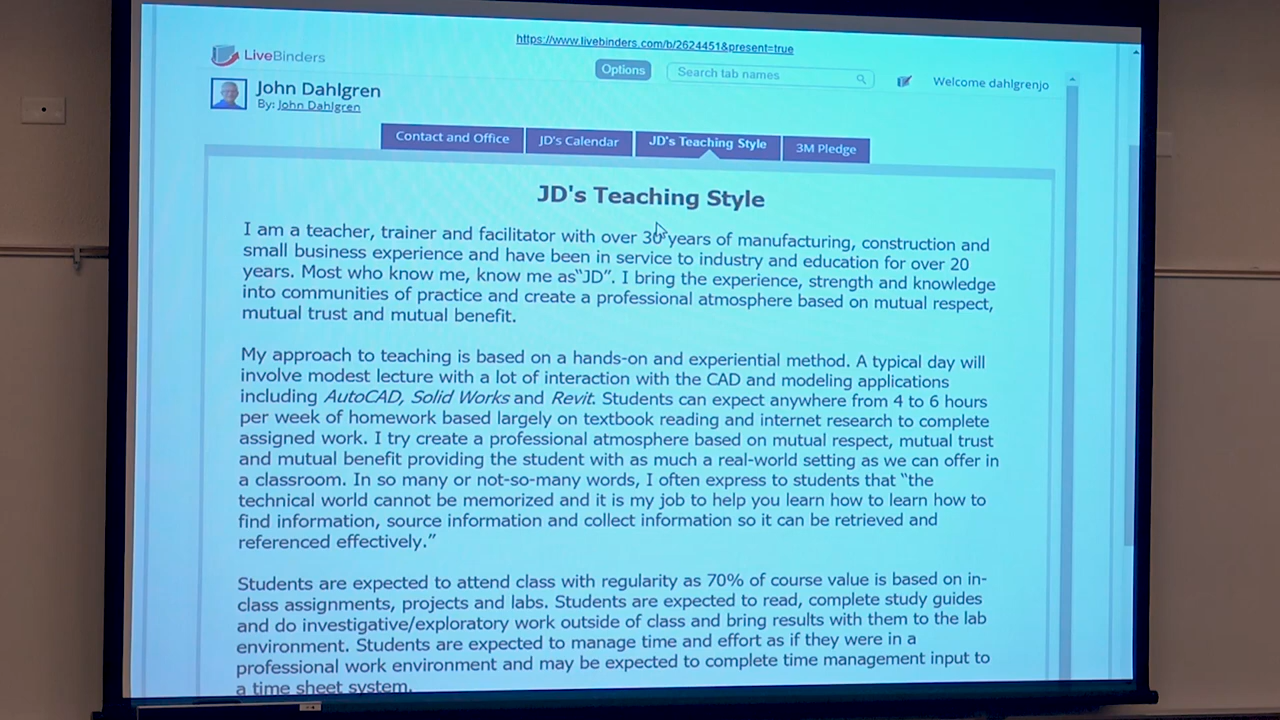 https://www.livebinders.com/b/2624451&present=true
LiveBinders
Options
Search tab names
Welcome dahlgrenjo
John Dahlgren
By: John Dahlgren
Contact and Office
JD's Calendar
JD's Teaching Style
3M Pledge
JD's Teaching Style
I am a teacher, trainer and facilitator with over 30 years of manufacturing, construction and
small business experience and have been in service to industry and education for over 20
years. Most who know me, know me as“JD”. I bring the experience, strength and knowledge
into communities of practice and create a professional atmosphere based on mutual respect,
mutual trust and mutual benefit.
My approach to teaching is based on a hands-on and experiential method. A typical day will
involve modest lecture with a lot of interaction with the CAD and modeling applications
including AutoCAD, Solid Works and Revit. Students can expect anywhere from 4 to 6 hours
per week of homework based largely on textbook reading and internet research to complete
assigned work. I try create a professional atmosphere based on mutual respect, mutual trust
and mutual benefit providing the student with as much a real-world setting as we can offer in
a classroom. In so many or not-so-many words, I often express to students that “the
technical world cannot be memorized and it is my job to help you learn how to learn how to
find information, source information and collect information so it can be retrieved and
referenced effectively.”
Students are expected to attend class with regularity as 70% of course value is based on in-
class assignments, projects and labs. Students are expected to read, complete study guides
and do investigative/exploratory work outside of class and bring results with them to the lab
environment. Students are expected to manage time and effort as if they were in a
professional work environment and may be expected to complete time management input to
a time sheet system.